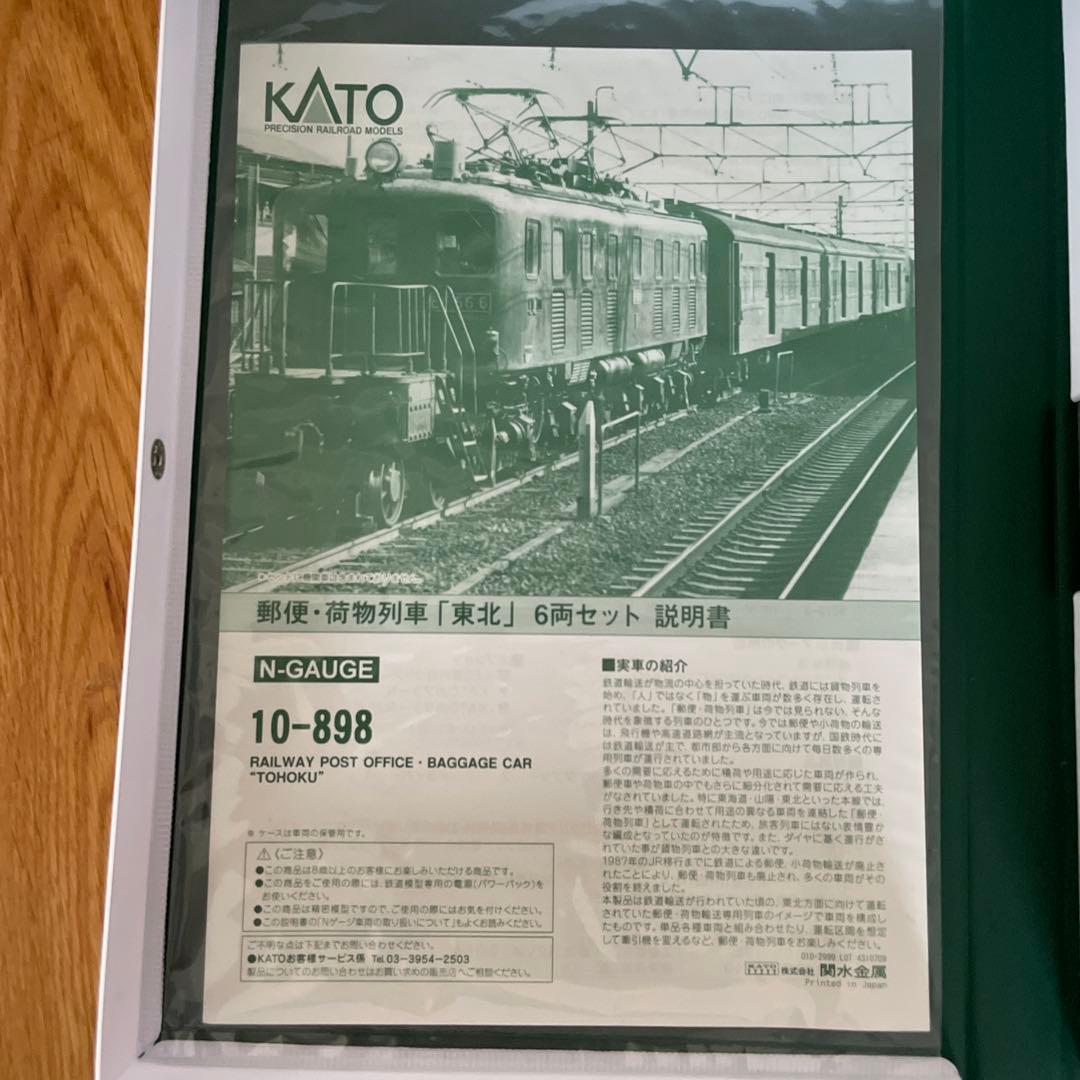 KATO
PRECISION RAILROAD MODELS
郵便・荷物列車「東北」 6両セット 説明書
N-GAUGE
10-898
RAILWAY POST OFFICE・BAGGAGE CAR
“TOHOKU”
※ ケースは車両の保管用です。
⚠〈ご注意〉
●この商品は8歳以上のお客様にお楽しみいただける商品です。
●この商品をご使用の際には、鉄道模型専用の電源(パワーパック)を
お使いください。
●この商品は精密模型ですので、ご使用の際にはお気を付けください。
●この説明書の「Nゲージ車両の取り扱いについて」もよくお読みください。
ご不明な点は下記までお問い合わせください。
●KATOお客様サービス係 Tel.03-3954-2503
製品についてのお問い合わせはお買い求めの販売店へご相談ください。
■実車の紹介
鉄道輸送が物流の中心を担っていた時代、鉄道には貨物列車を
始め、「人」ではなく「物」を運ぶ車両が数多く存在し、運転さ
れていました。「郵便・荷物列車」は今では見られない、そんな
時代を象徴する列車のひとつです。今では郵便や小荷物の輸送
は、飛行機や高速道路網が主流となっていますが、国鉄時代に
は鉄道輸送が主で、都市部から各方面に向けて毎日数多くの専
用列車が運行されていました。
多くの需要に応えるために積荷や用途に応じた車両が作られ、
郵便車や荷物車の中でもさらに細分化されて需要に応える工夫
がなされていました。特に東海道・山陽・東北といった本線では、
行き先や積荷に合わせて用途の異なる車両を連結した「郵便・
荷物列車」として運転されたため、旅客列車にはない表情豊か
な編成となっていたのが特徴です。また、ダイヤに基く運行がさ
れていた事が貨物列車との大きな違いです。
1987年のJR移行までに鉄道による郵便、小荷物輸送が廃止さ
れたことにより、郵便・荷物列車も廃止され、多くの車両がその
役割を終えました。
本製品は鉄道輸送が行われていた頃の、東北方面に向けて運転
されていた郵便・荷物輸送専用列車のイメージで車両を構成し
たものです。単品各種車両と組み合わせたり、運転区間を想定
して牽引機を変えるなど、郵便・荷物列車をお楽しみください。
010-2999 LOT 4310709
KATO 株式会社 関水金属
Printed in Japan